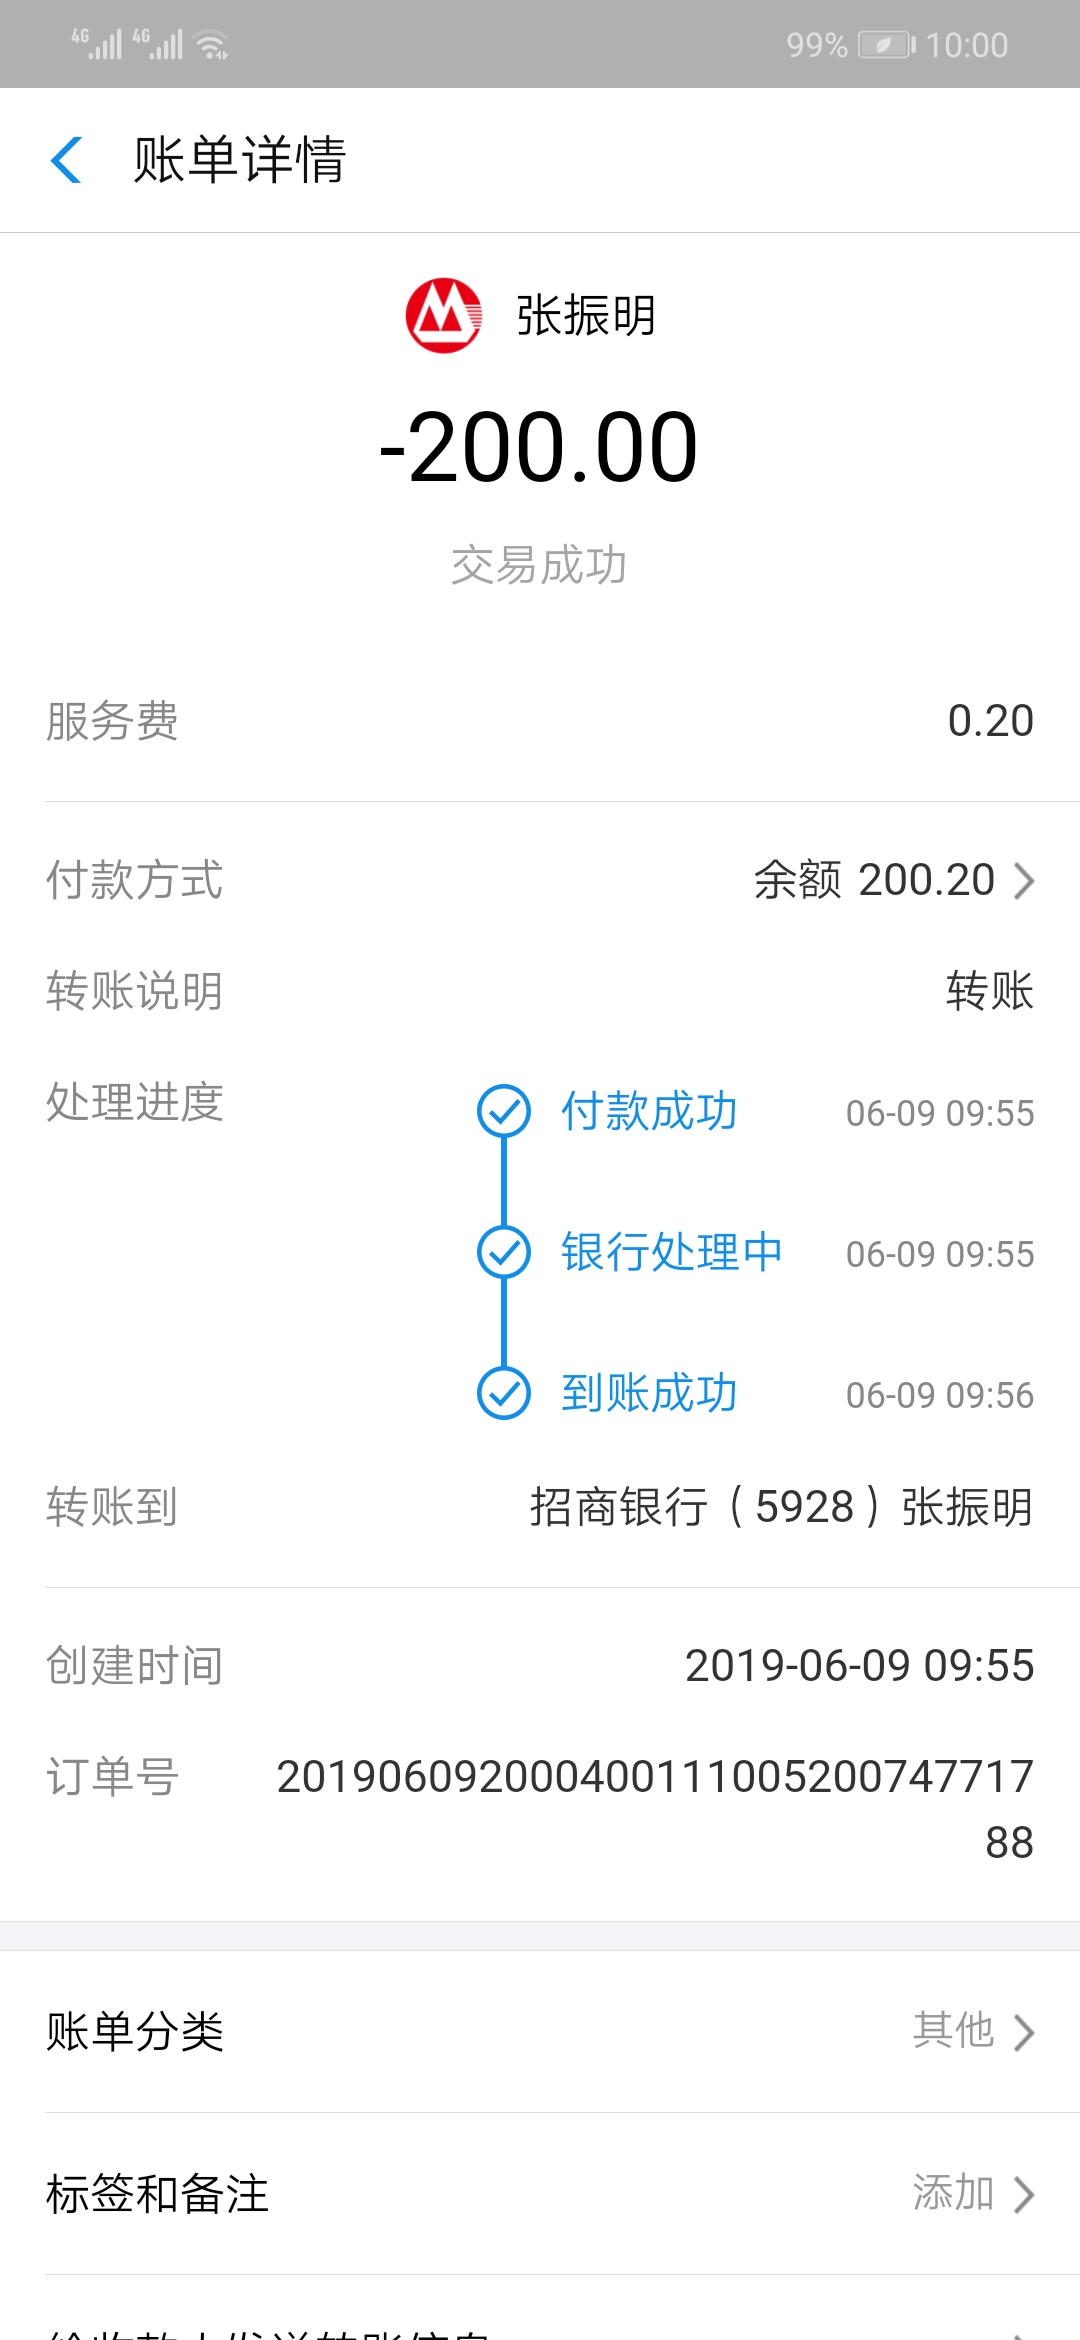 4G 4G 99% 10:00
账单详情
张振明
-200.00
交易成功
服务费 0.20
付款方式 余额 200.20
转账说明 转账
处理进度 付款成功 06-09 09:55
银行处理中 06-09 09:55
到账成功 06-09 09:56
转账到 招商银行（5928）张振明
创建时间 2019-06-09 09:55
订单号 201906092000400111005200747717
88
账单分类 其他
标签和备注 添加